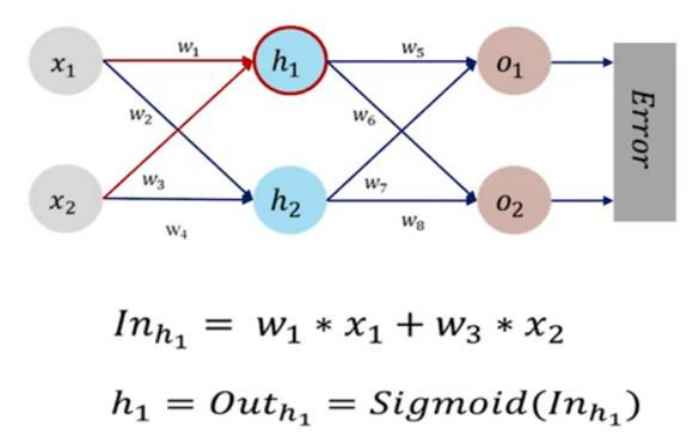 x₁ w₁ h₁ w₅ o₁
w₂ w₆ Error
x₂ w₃ h₂ w₇ o₂
w₄ w₈
In_{h₁} = w₁ * x₁ + w₃ * x₂
h₁ = Out_{h₁} = Sigmoid(In_{h₁})